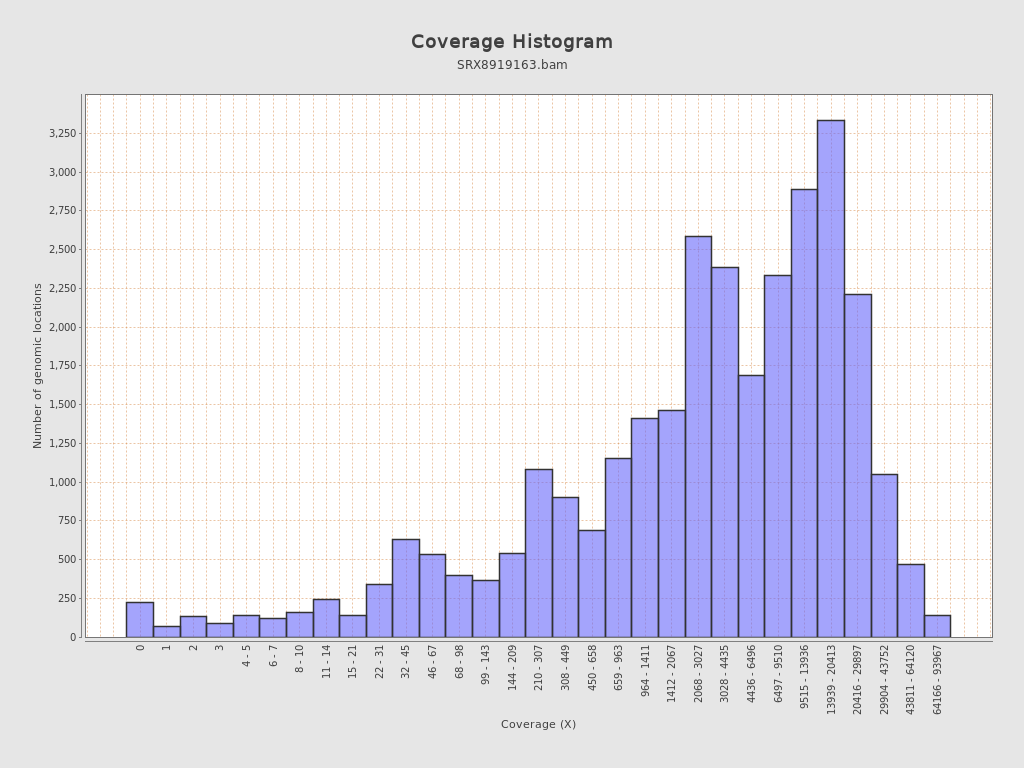 Coverage Histogram
SRX8919163.bam
Number of genomic locations
3,250
3,000
2,750
2,500
2,250
2,000
1,750
1,500
1,250
1,000
750
500
250
0
0
1
2
3
4 - 5
6 - 7
8 - 10
11 - 14
15 - 21
22 - 31
32 - 45
46 - 67
68 - 98
99 - 143
144 - 209
210 - 307
308 - 449
450 - 658
659 - 963
964 - 1411
1412 - 2067
2068 - 3027
3028 - 4435
4436 - 6496
6497 - 9510
9515 - 13936
13939 - 20413
20416 - 29897
29904 - 43752
43811 - 64120
64166 - 93967
Coverage (X)